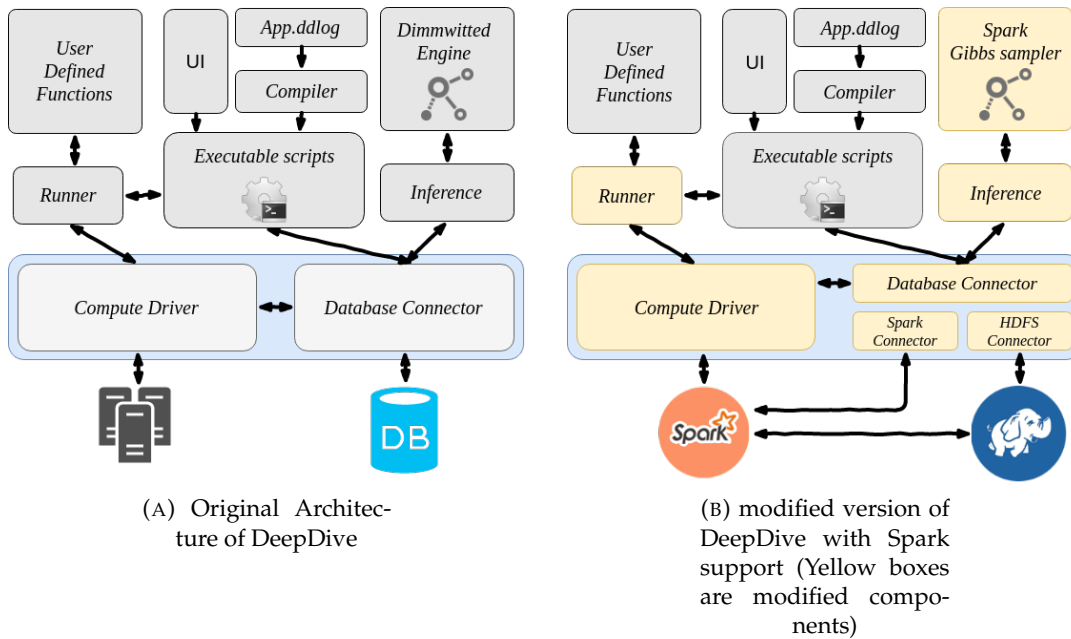 User
Defined
Functions
UI
App.ddlog
Compiler
Dimmwitted
Engine
Executable scripts
>_
Runner
Inference
Compute Driver
Database Connector
DB
(A) Original Architec-
ture of DeepDive
User
Defined
Functions
UI
App.ddlog
Compiler
Spark
Gibbs sampler
Executable scripts
>_
Runner
Inference
Compute Driver
Database Connector
Spark
Connector
HDFS
Connector
Spark
(B) modified version of
DeepDive with Spark
support (Yellow boxes
are modified compo-
nents)